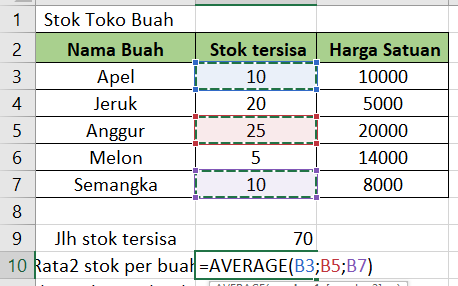 1 Stok Toko Buah
2 Nama Buah Stok tersisa Harga Satuan
3 Apel 10 10000
4 Jeruk 20 5000
5 Anggur 25 20000
6 Melon 5 14000
7 Semangka 10 8000
8
9 Jlh stok tersisa 70
10 Rata2 stok per buah =AVERAGE(B3;B5;B7)